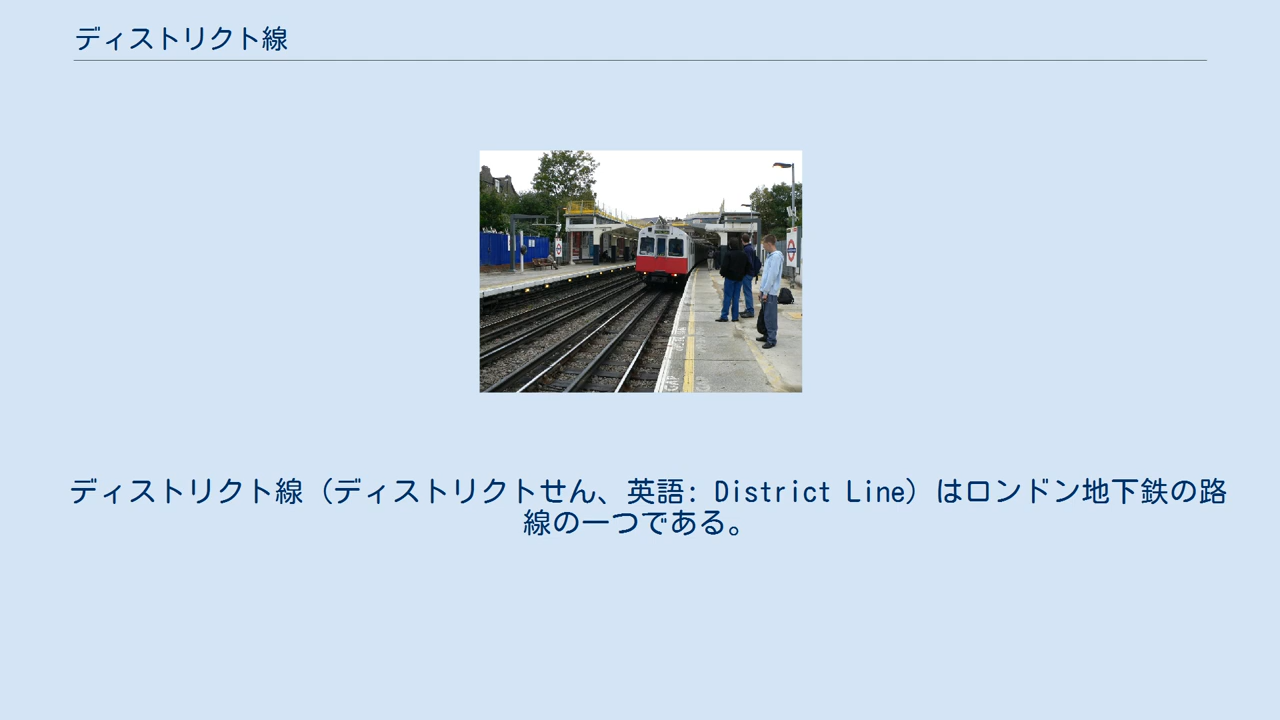 ディストリクト線
ディストリクト線（ディストリクトせん、英語: District Line）はロンドン地下鉄の路
線の一つである。